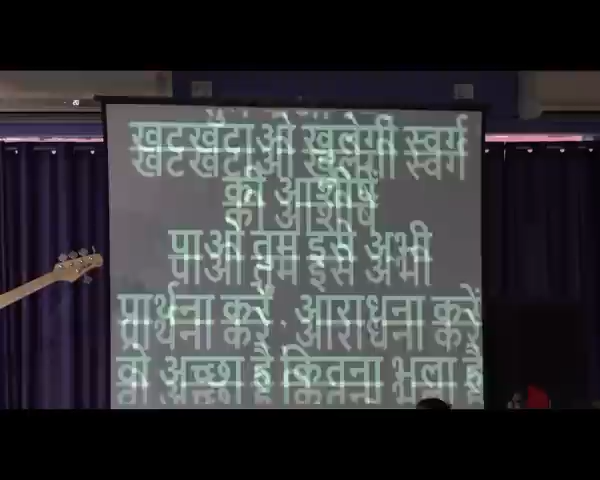 खटखटाओ खुलेगी स्वर्ग
की आशीष
पाओ तुम इसे अभी
प्रार्थना करें आराधना करें
वो अच्छा है कितना भला है